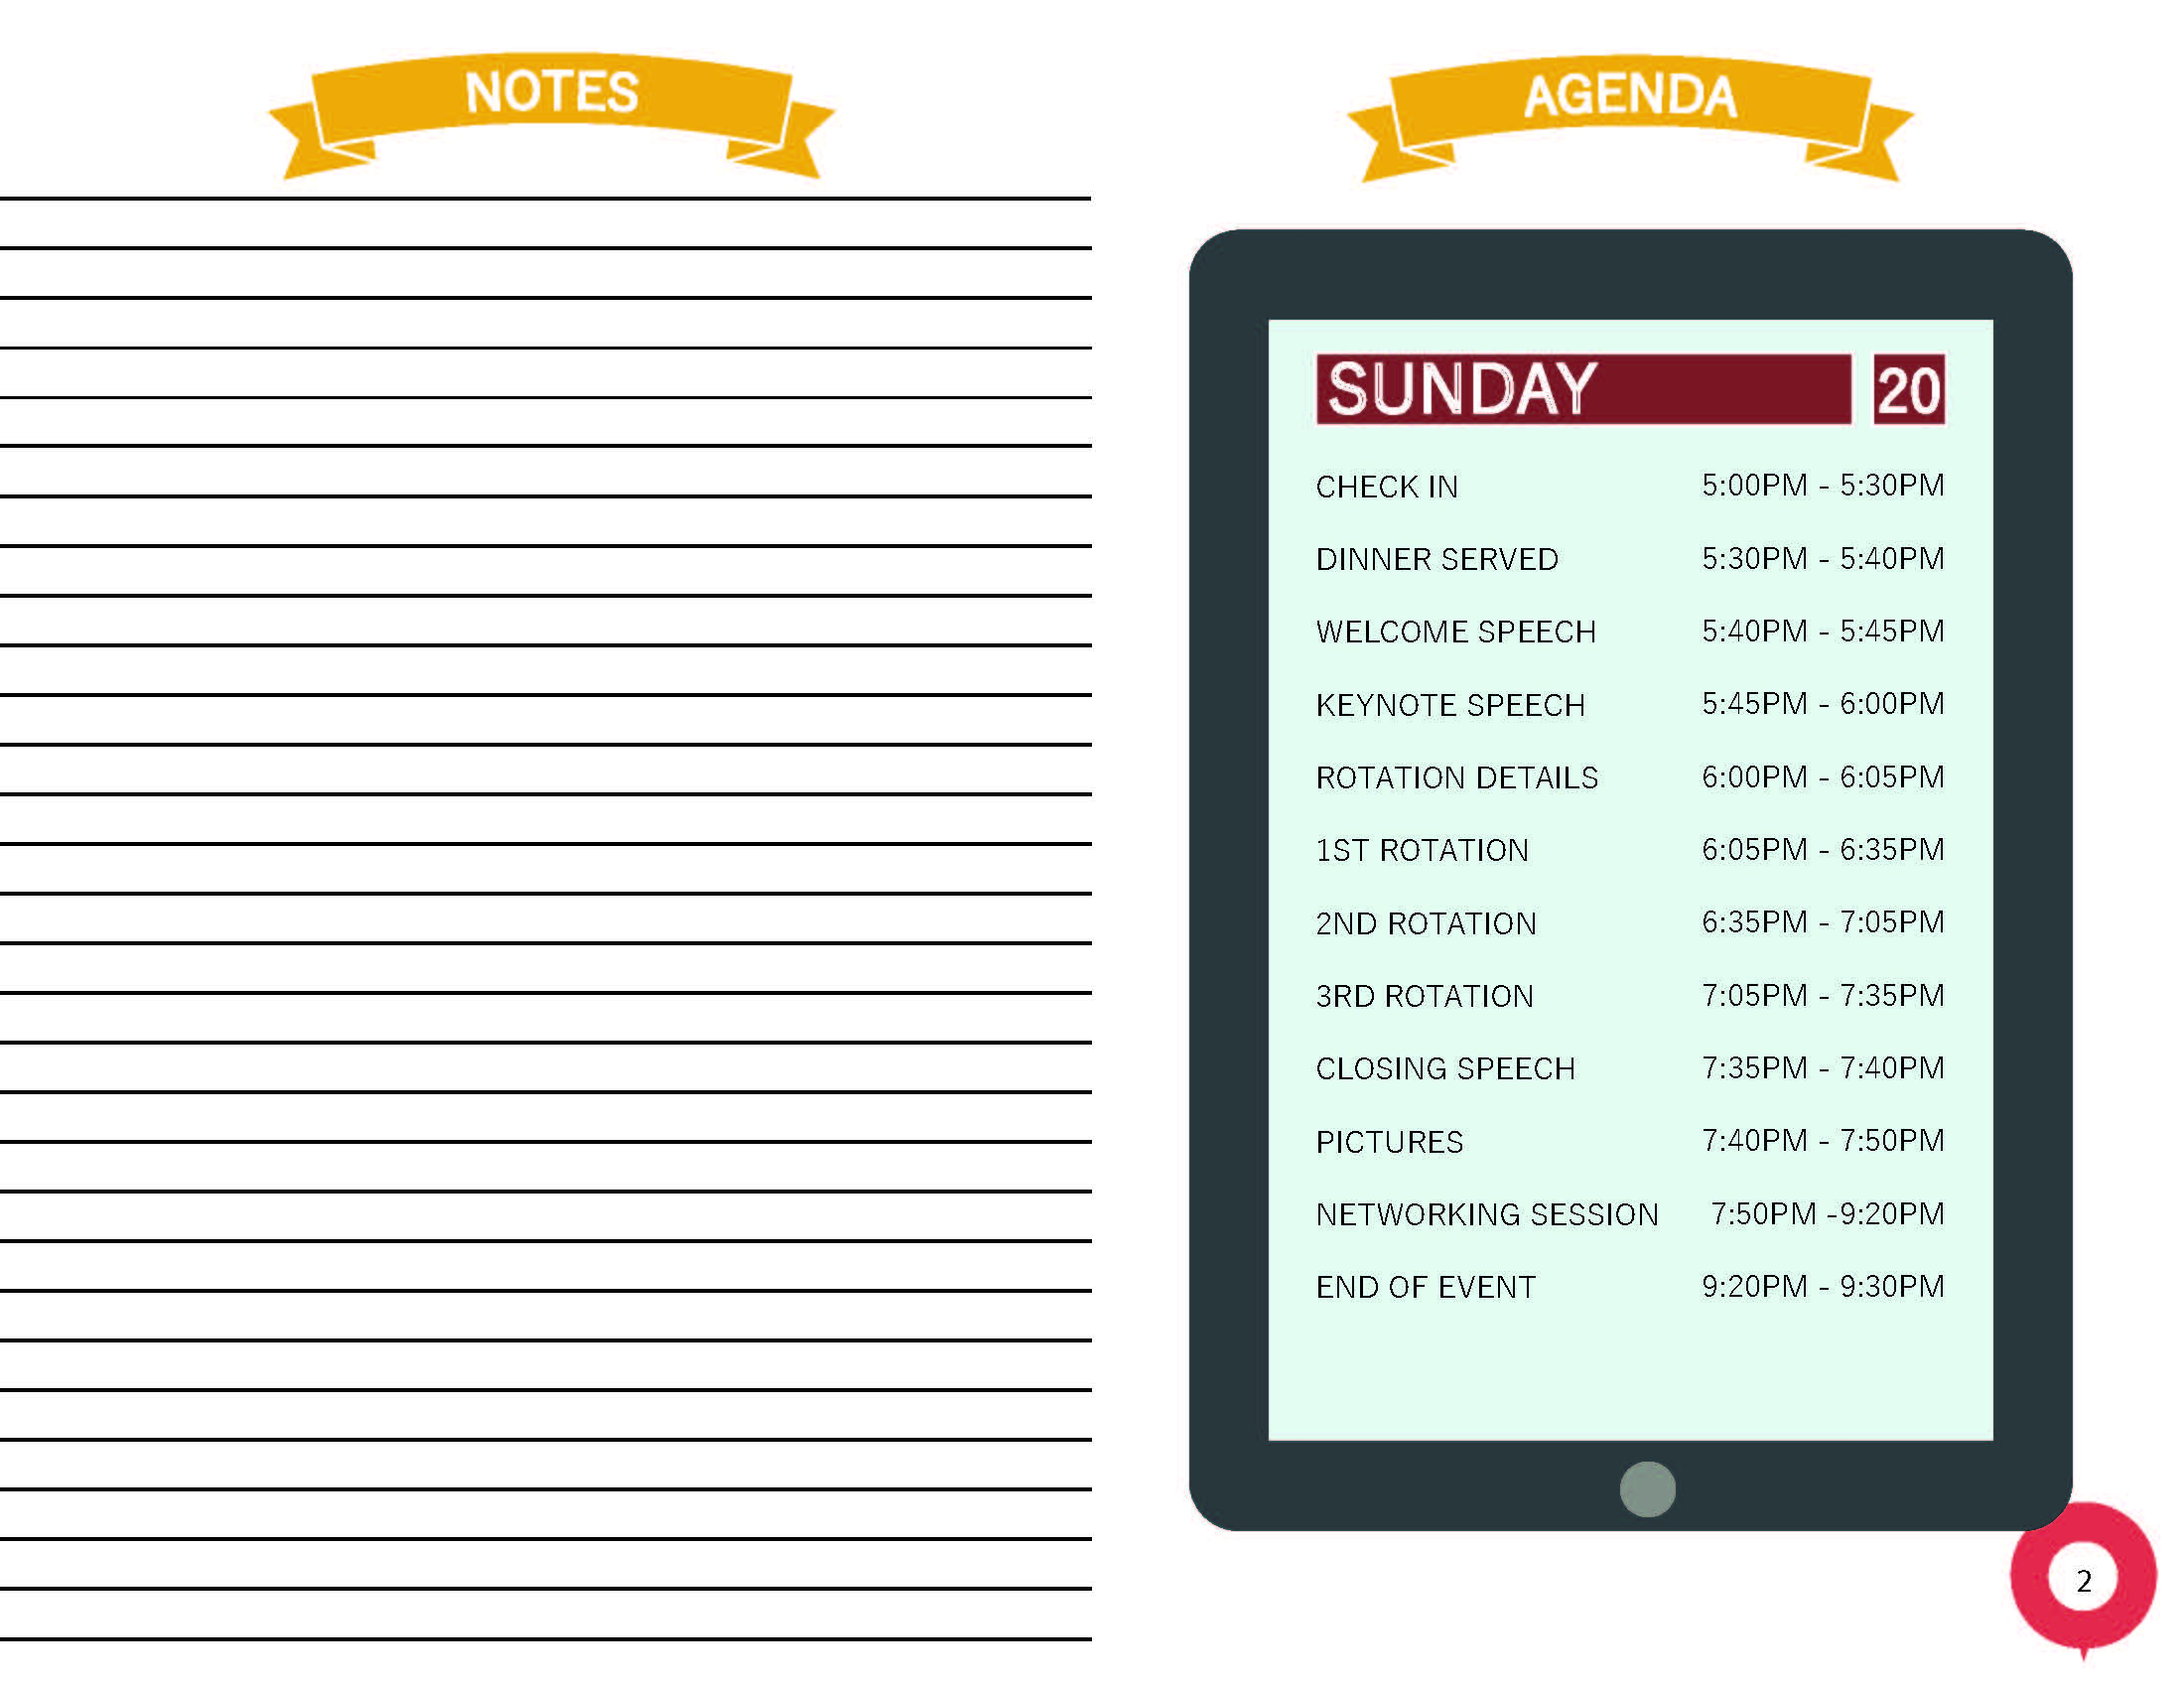 NOTES
AGENDA
SUNDAY 20
CHECK IN 5:00PM - 5:30PM
DINNER SERVED 5:30PM - 5:40PM
WELCOME SPEECH 5:40PM - 5:45PM
KEYNOTE SPEECH 5:45PM - 6:00PM
ROTATION DETAILS 6:00PM - 6:05PM
1ST ROTATION 6:05PM - 6:35PM
2ND ROTATION 6:35PM - 7:05PM
3RD ROTATION 7:05PM - 7:35PM
CLOSING SPEECH 7:35PM - 7:40PM
PICTURES 7:40PM - 7:50PM
NETWORKING SESSION 7:50PM -9:20PM
END OF EVENT 9:20PM - 9:30PM
2